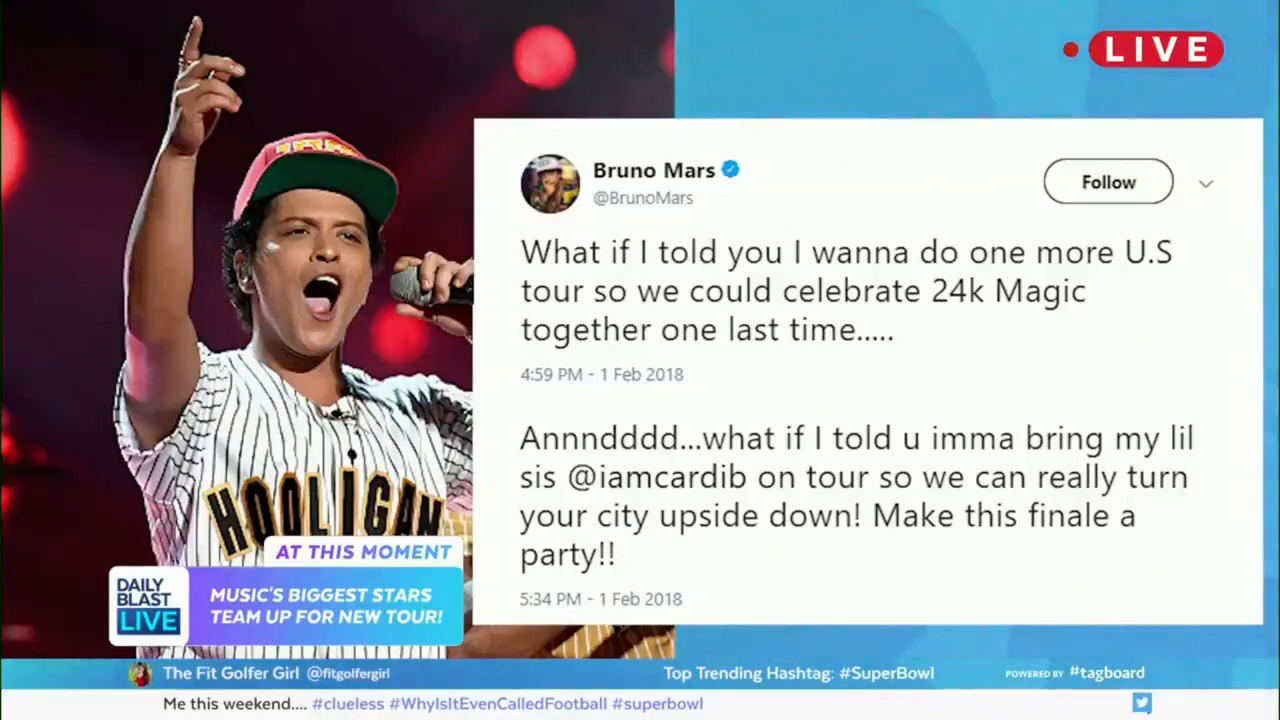 LIVE
Bruno Mars
@BrunoMars
Follow
What if I told you I wanna do one more U.S
tour so we could celebrate 24k Magic
together one last time.....
4:59 PM - 1 Feb 2018
Annndddd...what if I told u imma bring my lil
sis @iamcardib on tour so we can really turn
your city upside down! Make this finale a
party!!
5:34 PM - 1 Feb 2018
HOOLIGAN
AT THIS MOMENT
DAILY
BLAST
LIVE
MUSIC'S BIGGEST STARS
TEAM UP FOR NEW TOUR!
The Fit Golfer Girl @fitgolfergirl
Top Trending Hashtag: #SuperBowl
POWERED BY #tagboard
Me this weekend.... #clueless #WhyIsItEvenCalledFootball #superbowl